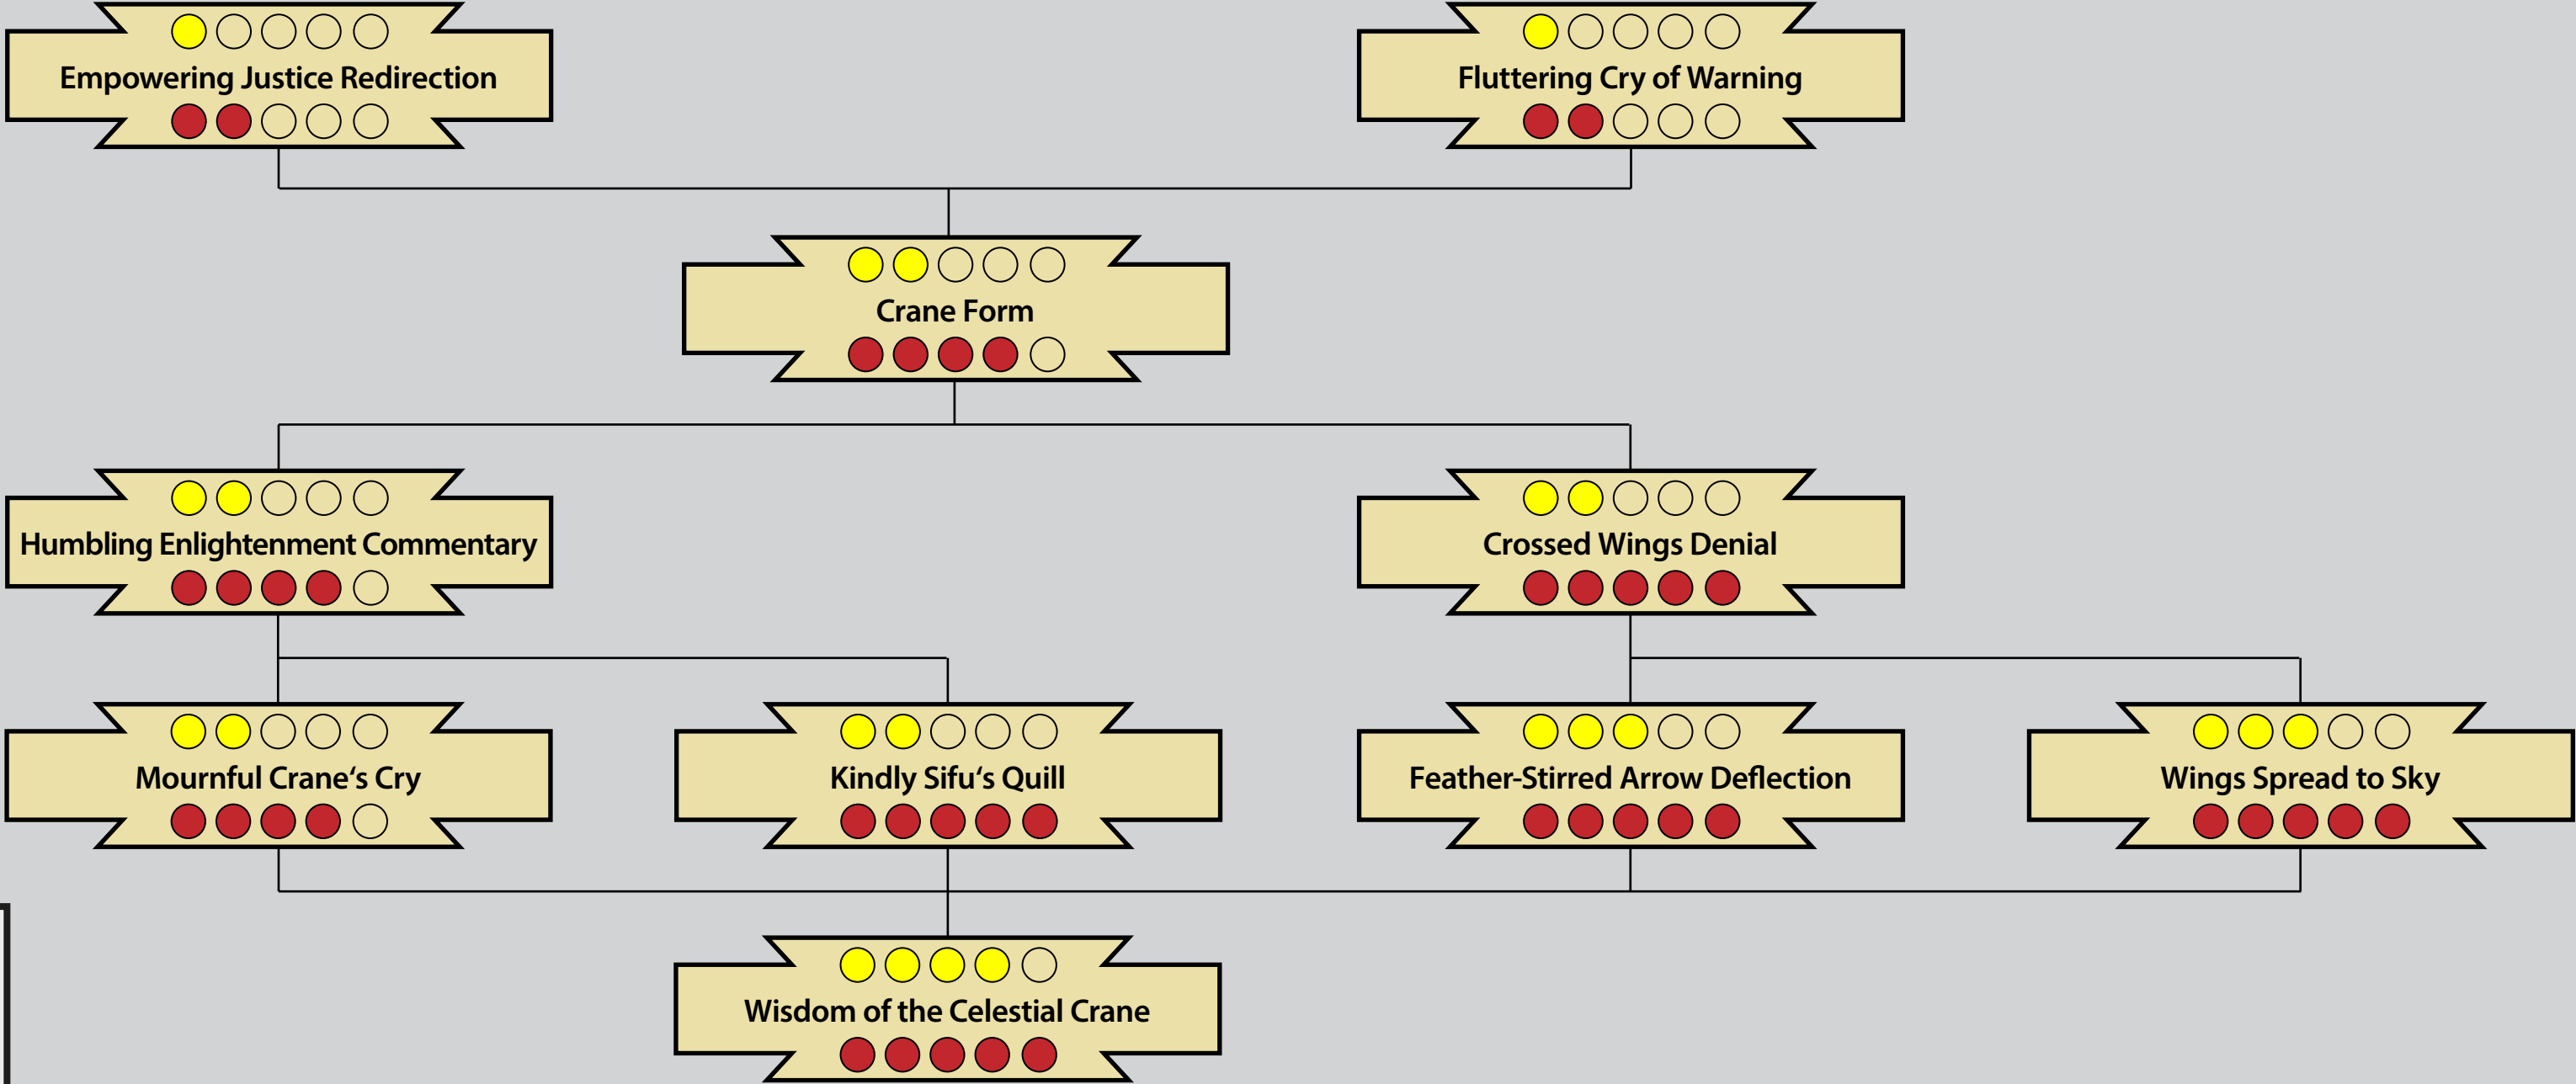 Empowering Justice Redirection
Fluttering Cry of Warning
Crane Form
Humbling Enlightenment Commentary
Crossed Wings Denial
Mournful Crane‘s Cry
Kindly Sifu‘s Quill
Feather-Stirred Arrow Deflection
Wings Spread to Sky
Wisdom of the Celestial Crane